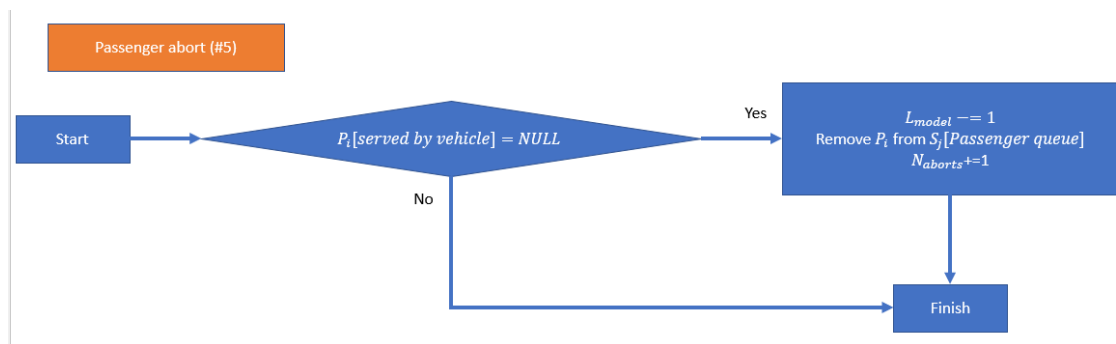 Passenger abort (#5)
Start
P_i[served by vehicle] = NULL
Yes
L_model −= 1
Remove P_i from S_j[Passenger queue]
N_aborts+=1
No
Finish